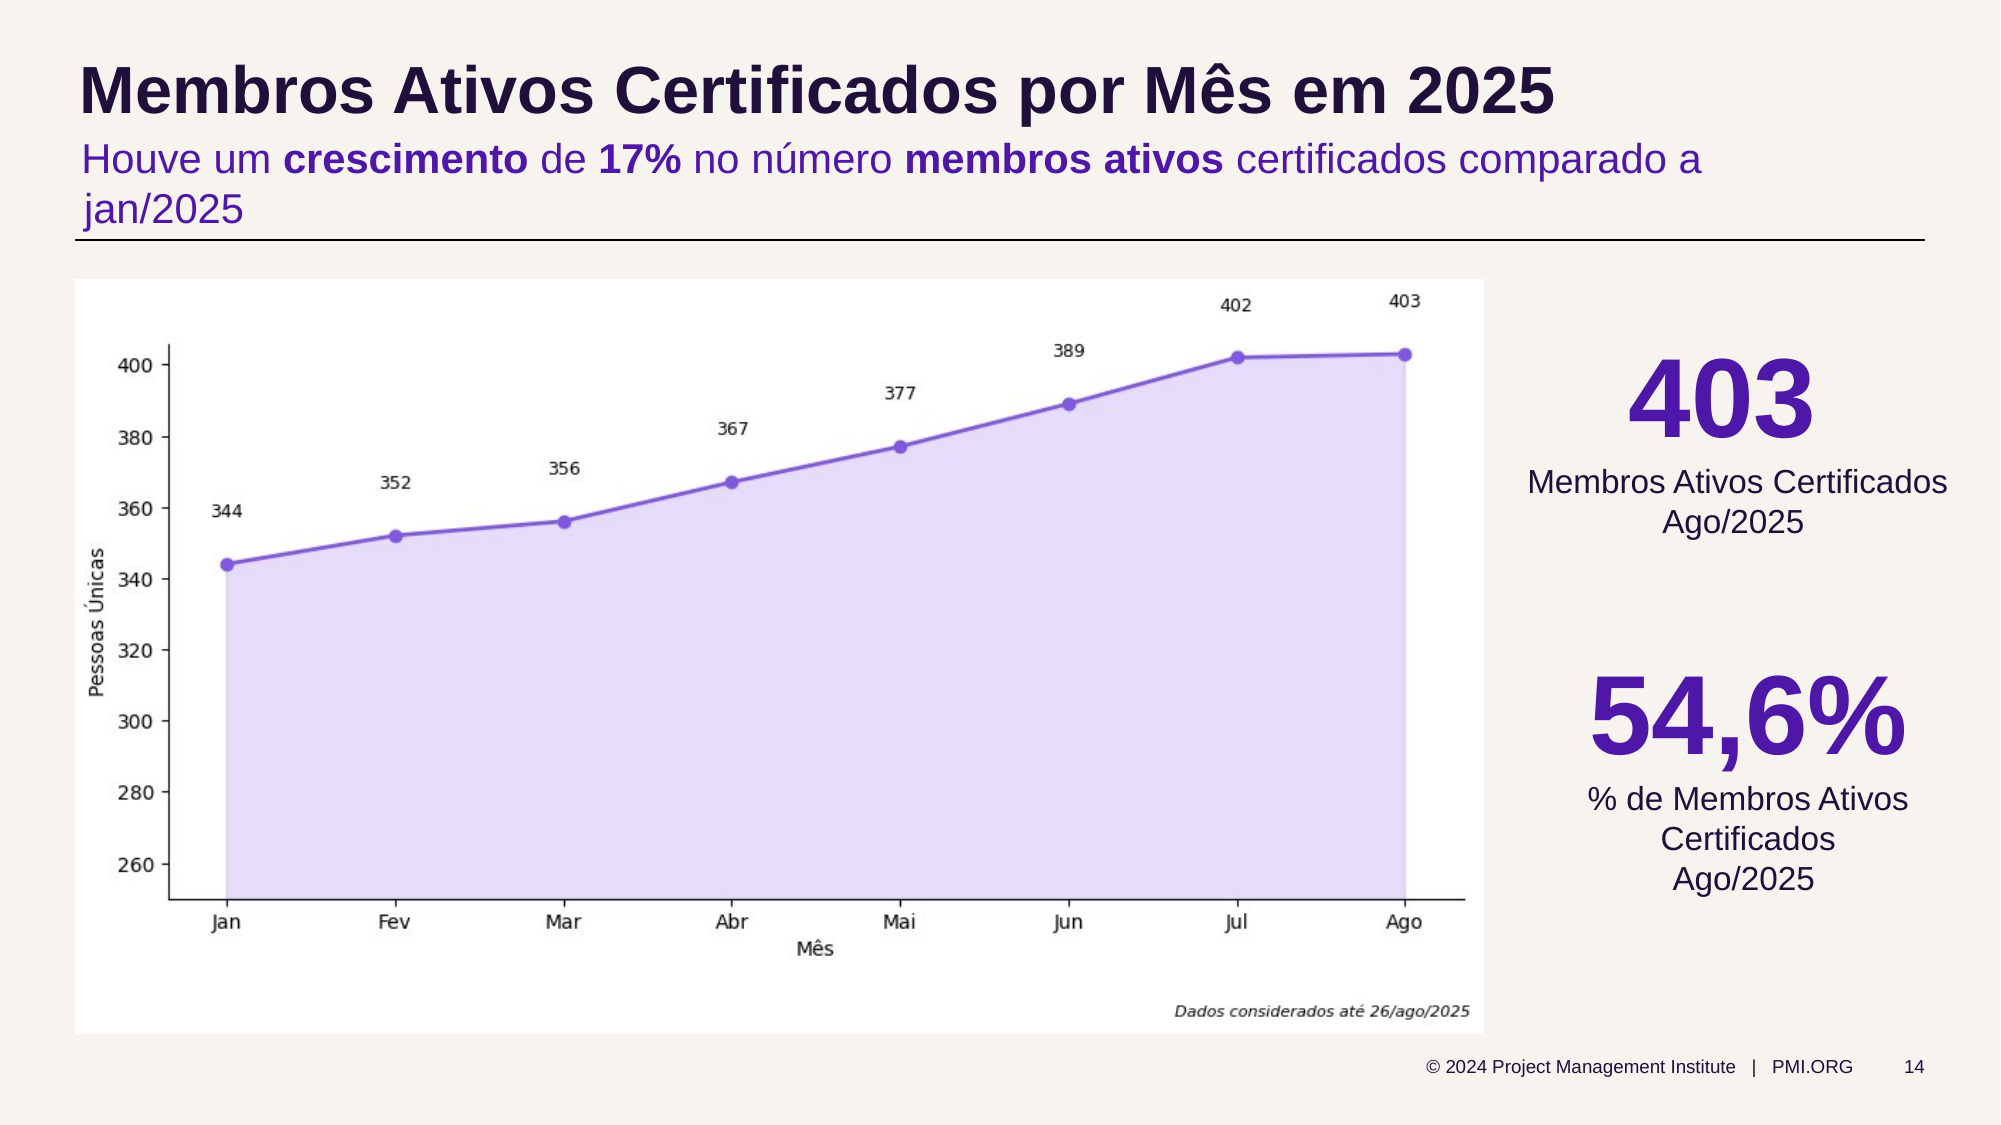 Membros Ativos Certificados por Mês em 2025
Houve um crescimento de 17% no número membros ativos certificados comparado a
jan/2025
403
402
389
377
367
356
352
344
400
380
360
340
320
300
280
260
Pessoas Únicas
Jan Fev Mar Abr Mai Jun Jul Ago
Mês
Dados considerados até 26/ago/2025
403
Membros Ativos Certificados
Ago/2025
54,6%
% de Membros Ativos
Certificados
Ago/2025
© 2024 Project Management Institute | PMI.ORG 14